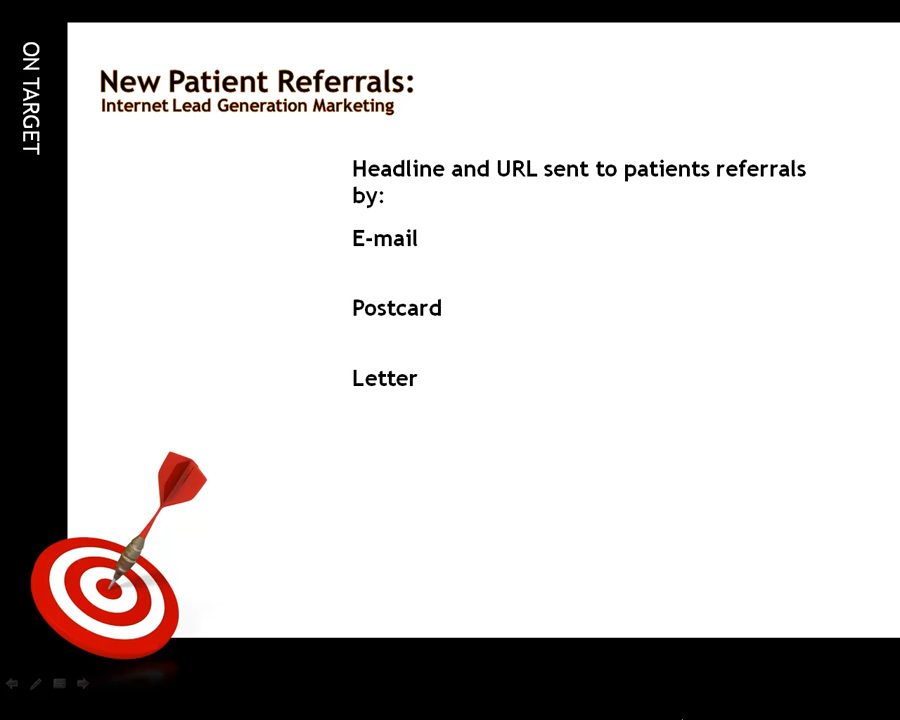 ON TARGET
New Patient Referrals:
Internet Lead Generation Marketing
Headline and URL sent to patients referrals
by:
E-mail
Postcard
Letter